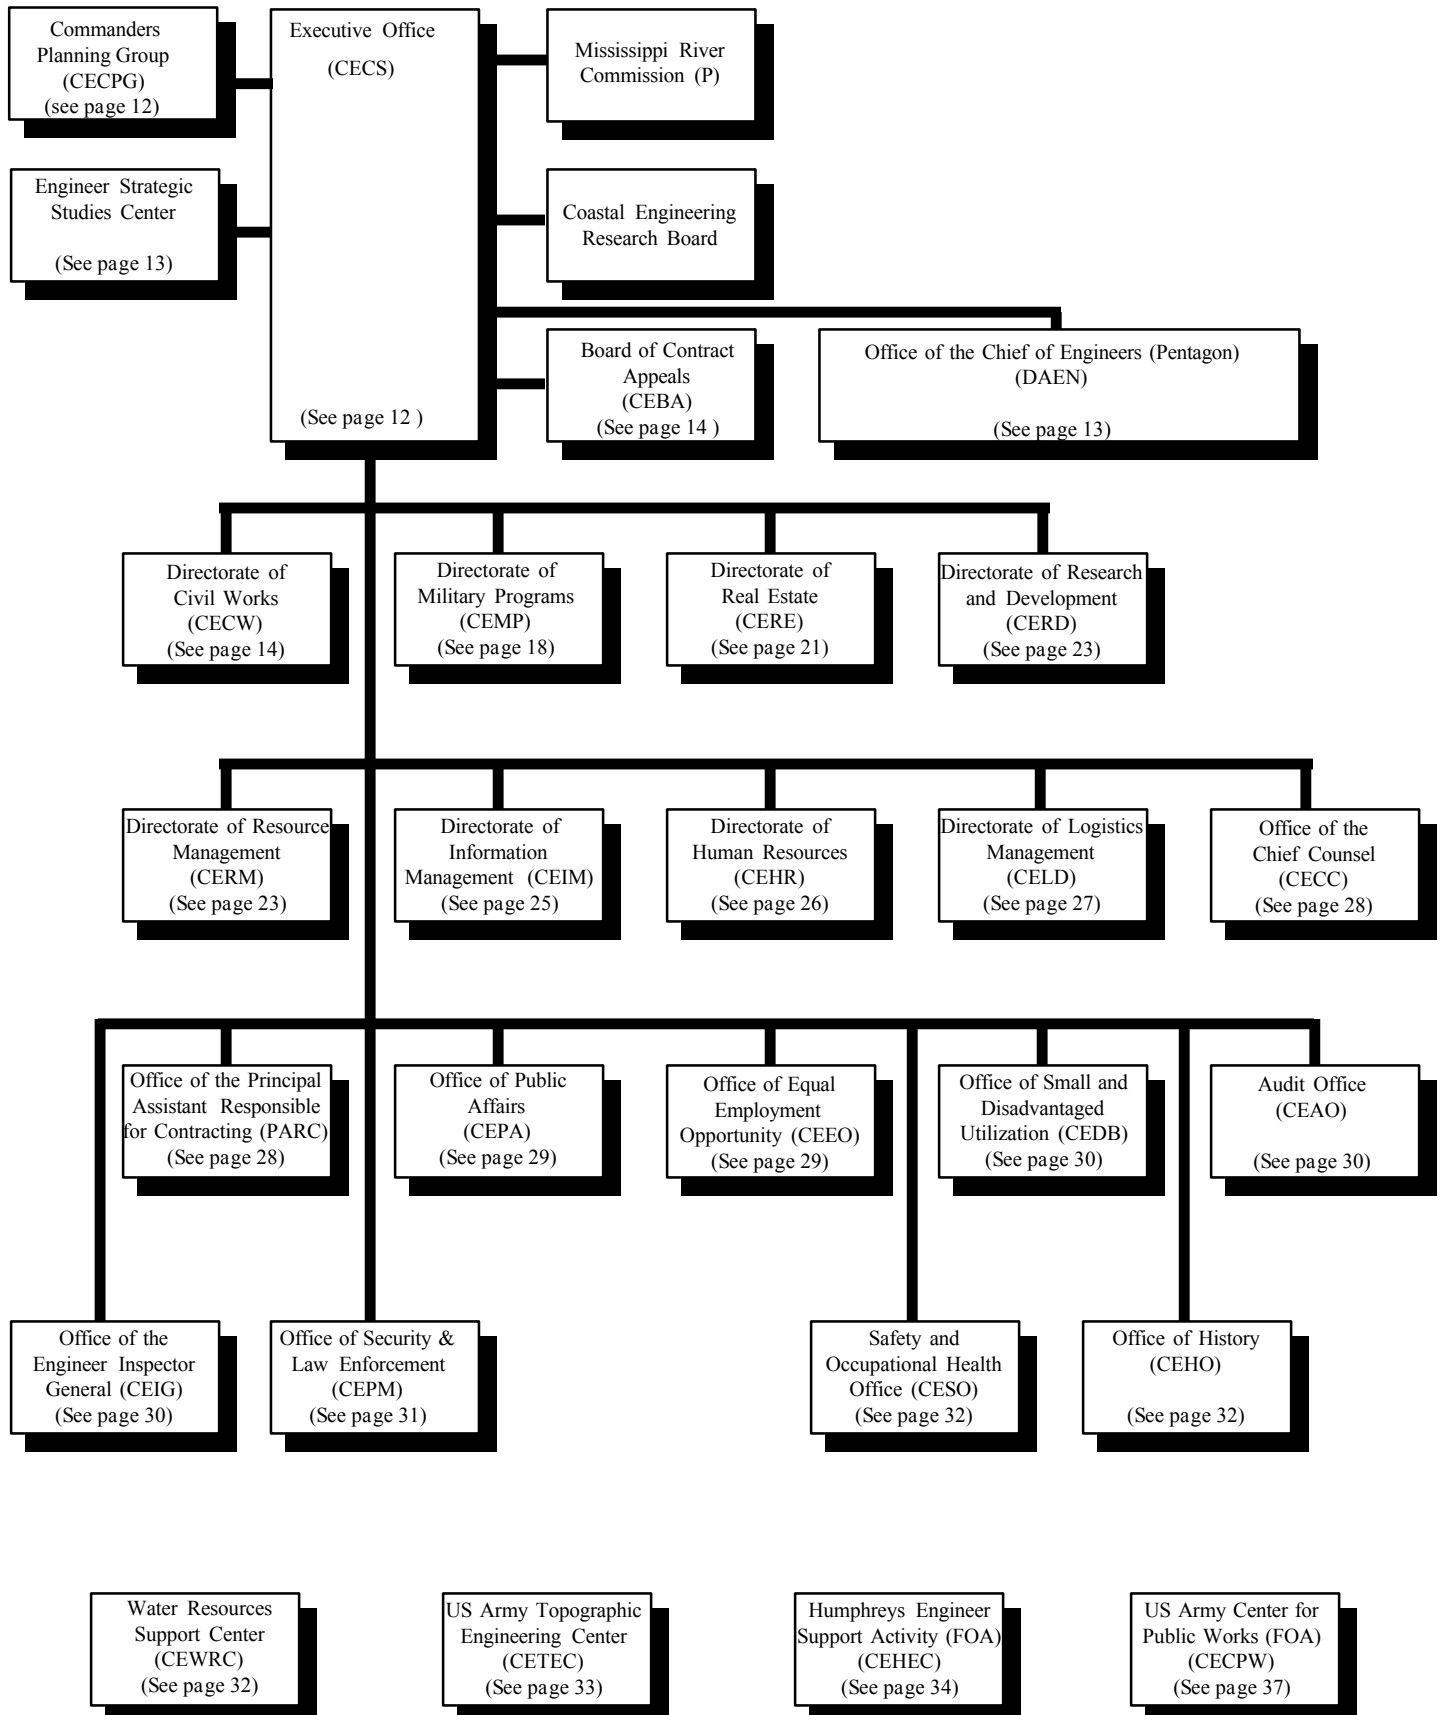 Commanders
Planning Group
(CECPG)
(see page 12)
Executive Office
(CECS)
(See page 12 )
Mississippi River
Commission (P)
Engineer Strategic
Studies Center
(See page 13)
Coastal Engineering
Research Board
Board of Contract
Appeals
(CEBA)
(See page 14 )
Office of the Chief of Engineers (Pentagon)
(DAEN)
(See page 13)
Directorate of
Civil Works
(CECW)
(See page 14)
Directorate of
Military Programs
(CEMP)
(See page 18)
Directorate of
Real Estate
(CERE)
(See page 21)
Directorate of Research
and Development
(CERD)
(See page 23)
Directorate of Resource
Management
(CERM)
(See page 23)
Directorate of
Information
Management (CEIM)
(See page 25)
Directorate of
Human Resources
(CEHR)
(See page 26)
Directorate of Logistics
Management
(CELD)
(See page 27)
Office of the
Chief Counsel
(CECC)
(See page 28)
Office of the Principal
Assistant Responsible
for Contracting (PARC)
(See page 28)
Office of Public
Affairs
(CEPA)
(See page 29)
Office of Equal
Employment
Opportunity (CEEO)
(See page 29)
Office of Small and
Disadvantaged
Utilization (CEDB)
(See page 30)
Audit Office
(CEAO)
(See page 30)
Office of the
Engineer Inspector
General (CEIG)
(See page 30)
Office of Security &
Law Enforcement
(CEPM)
(See page 31)
Safety and
Occupational Health
Office (CESO)
(See page 32)
Office of History
(CEHO)
(See page 32)
Water Resources
Support Center
(CEWRC)
(See page 32)
US Army Topographic
Engineering Center
(CETEC)
(See page 33)
Humphreys Engineer
Support Activity (FOA)
(CEHEC)
(See page 34)
US Army Center for
Public Works (FOA)
(CECPW)
(See page 37)